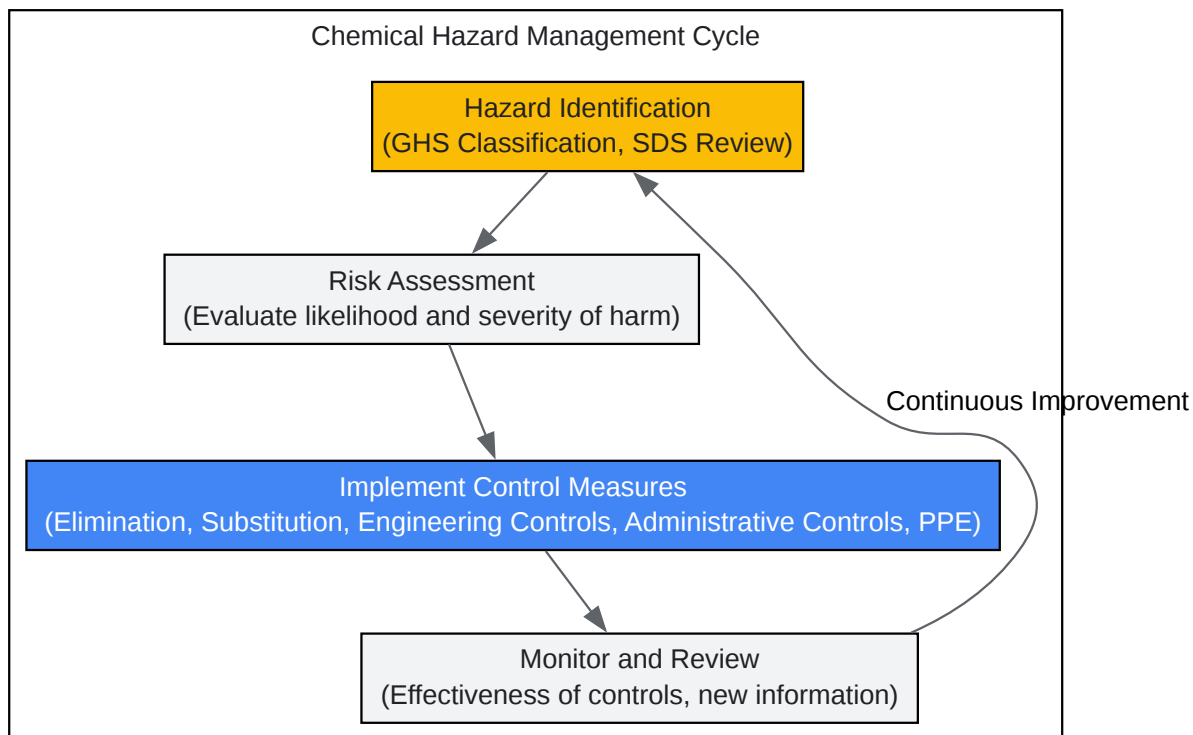 Chemical Hazard Management Cycle
Hazard Identification
(GHS Classification, SDS Review)
Risk Assessment
(Evaluate likelihood and severity of harm)
Continuous Improvement
Implement Control Measures
(Elimination, Substitution, Engineering Controls, Administrative Controls, PPE)
Monitor and Review
(Effectiveness of controls, new information)